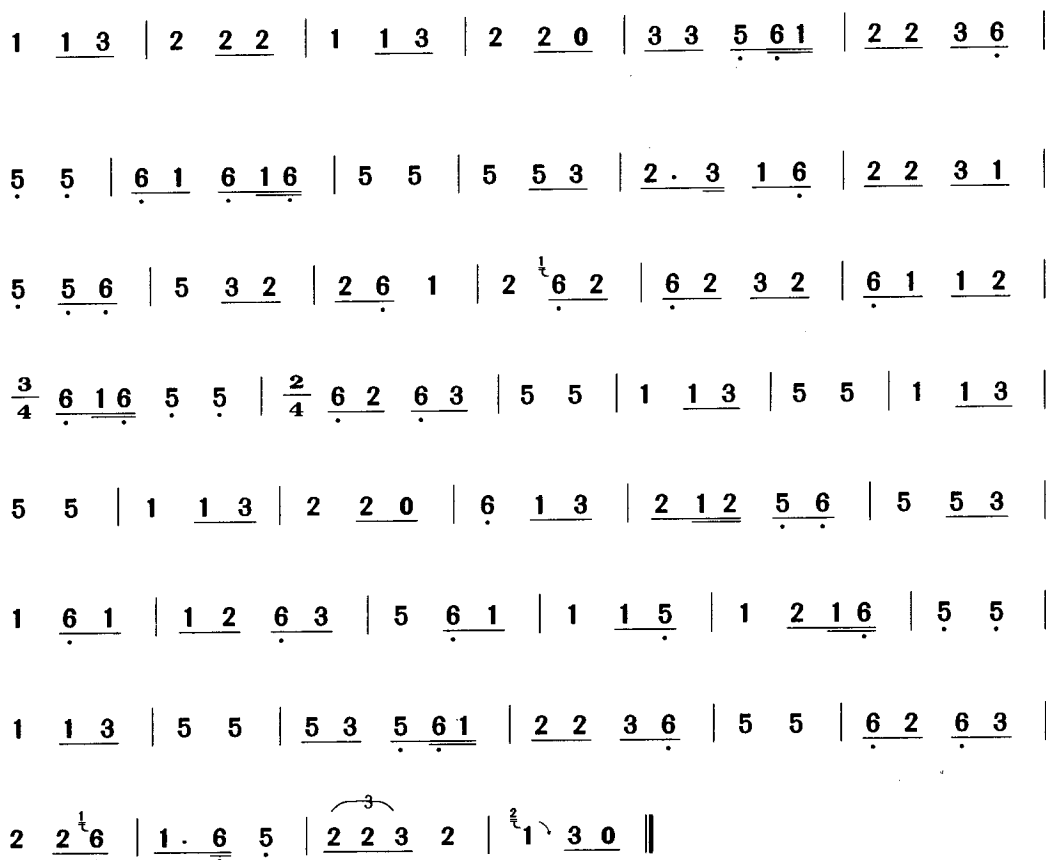 1 1 3 | 2 2 2 | 1 1 3 | 2 2 0 | 3 3 5̣ 6̣ 1 | 2 2 3 6̣ |
5̣ 5̣ | 6̣ 1 6̣ 1 6̣ | 5 5 | 5 5 3 | 2 · 3 1 6̣ | 2 2 3 1 |
5̣ 5̣ 6̣ | 5 3 2 | 2 6̣ 1 | 2 1 6̣ 2 | 6̣ 2 3 2 | 6̣ 1 1 2 |
3/4 6̣ 1 6̣ 5̣ 5̣ | 2/4 6̣ 2 6̣ 3 | 5 5 | 1 1 3 | 5 5 | 1 1 3 |
5 5 | 1 1 3 | 2 2 0 | 6̣ 1 3 | 2 1 2 5̣ 6̣ | 5 5 3 |
1 6̣ 1 | 1 2 6̣ 3 | 5 6̣ 1 | 1 1 5̣ | 1 2 1 6̣ | 5̣ 5̣ |
1 1 3 | 5 5 | 5 3 5̣ 6̣ 1 | 2 2 3 6̣ | 5 5 | 6̣ 2 6̣ 3 |
2 2 1 6 | 1 · 6̣ 5̣ | 3 2 2 3 2 | 2 1 3 0 ‖